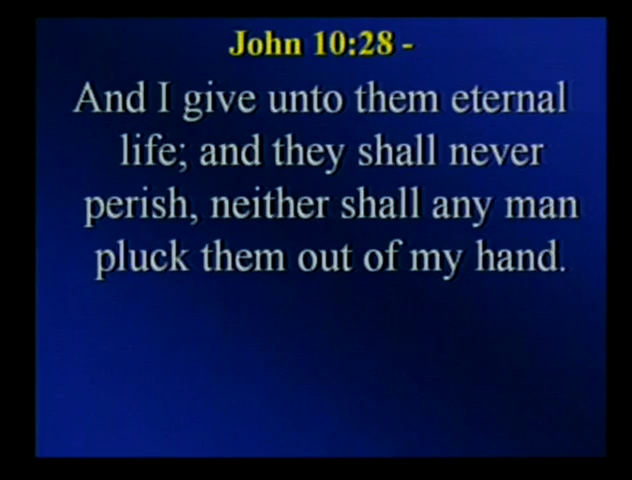 John 10:28 -
And I give unto them eternal
life; and they shall never
perish, neither shall any man
pluck them out of my hand.